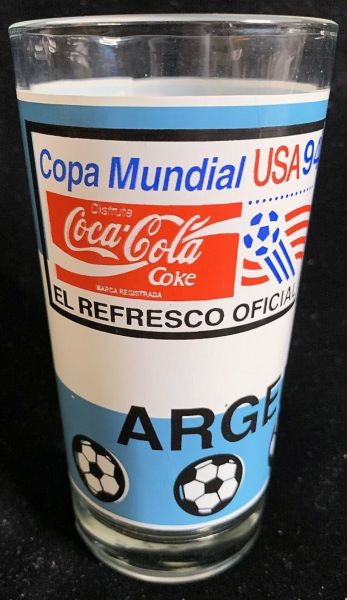 Copa Mundial USA94
Disfrute
Coca-Cola
Coke
MARCA REGISTRADA
EL REFRESCO OFICIAL
ARGE